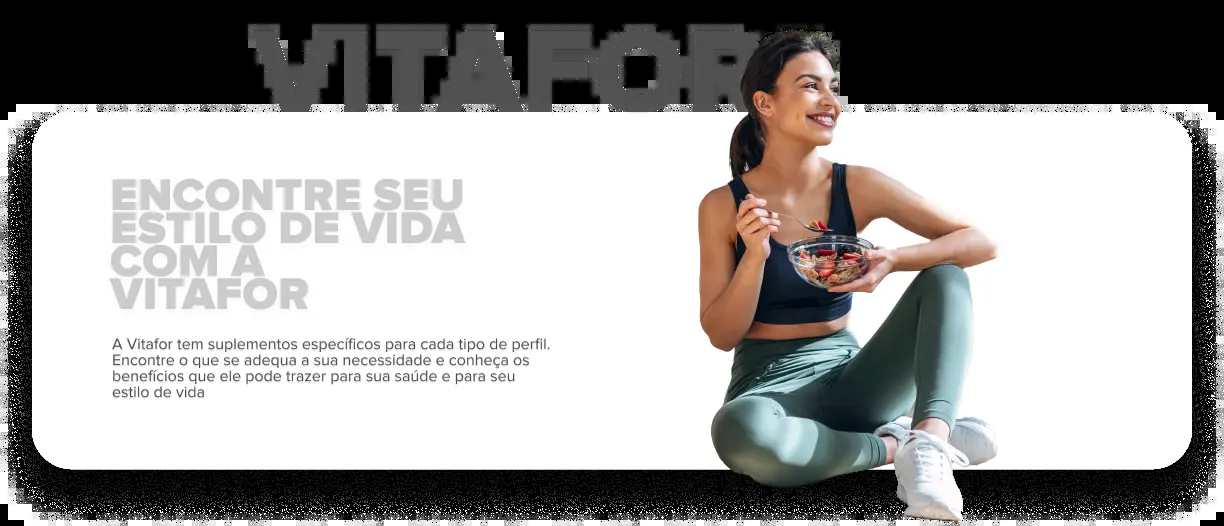 VITAFOR
ENCONTRE SEU
ESTILO DE VIDA
COM A
VITAFOR
A Vitafor tem suplementos específicos para cada tipo de perfil.
Encontre o que se adequa a sua necessidade e conheça os
benefícios que ele pode trazer para sua saúde e para seu
estilo de vida